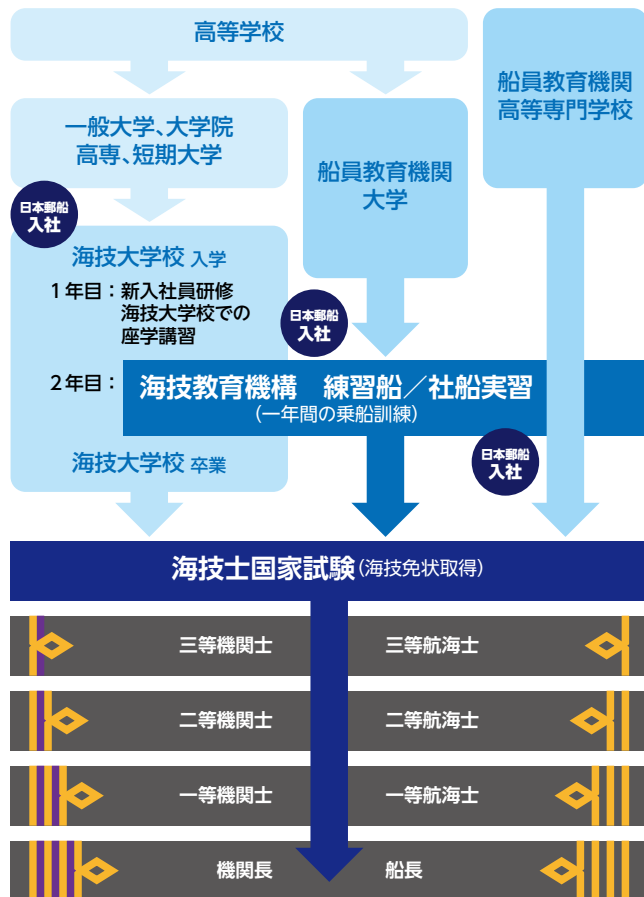 高等学校
船員教育機関
高等専門学校
一般大学、大学院
高専、短期大学
船員教育機関
大学
日本郵船
入社
海技大学校 入学
1年目：新入社員研修
海技大学校での
座学講習
日本郵船
入社
2年目：
海技教育機構　練習船／社船実習
(一年間の乗船訓練)
海技大学校 卒業
日本郵船
入社
海技士国家試験(海技免状取得)
三等機関士
三等航海士
二等機関士
二等航海士
一等機関士
一等航海士
機関長
船長